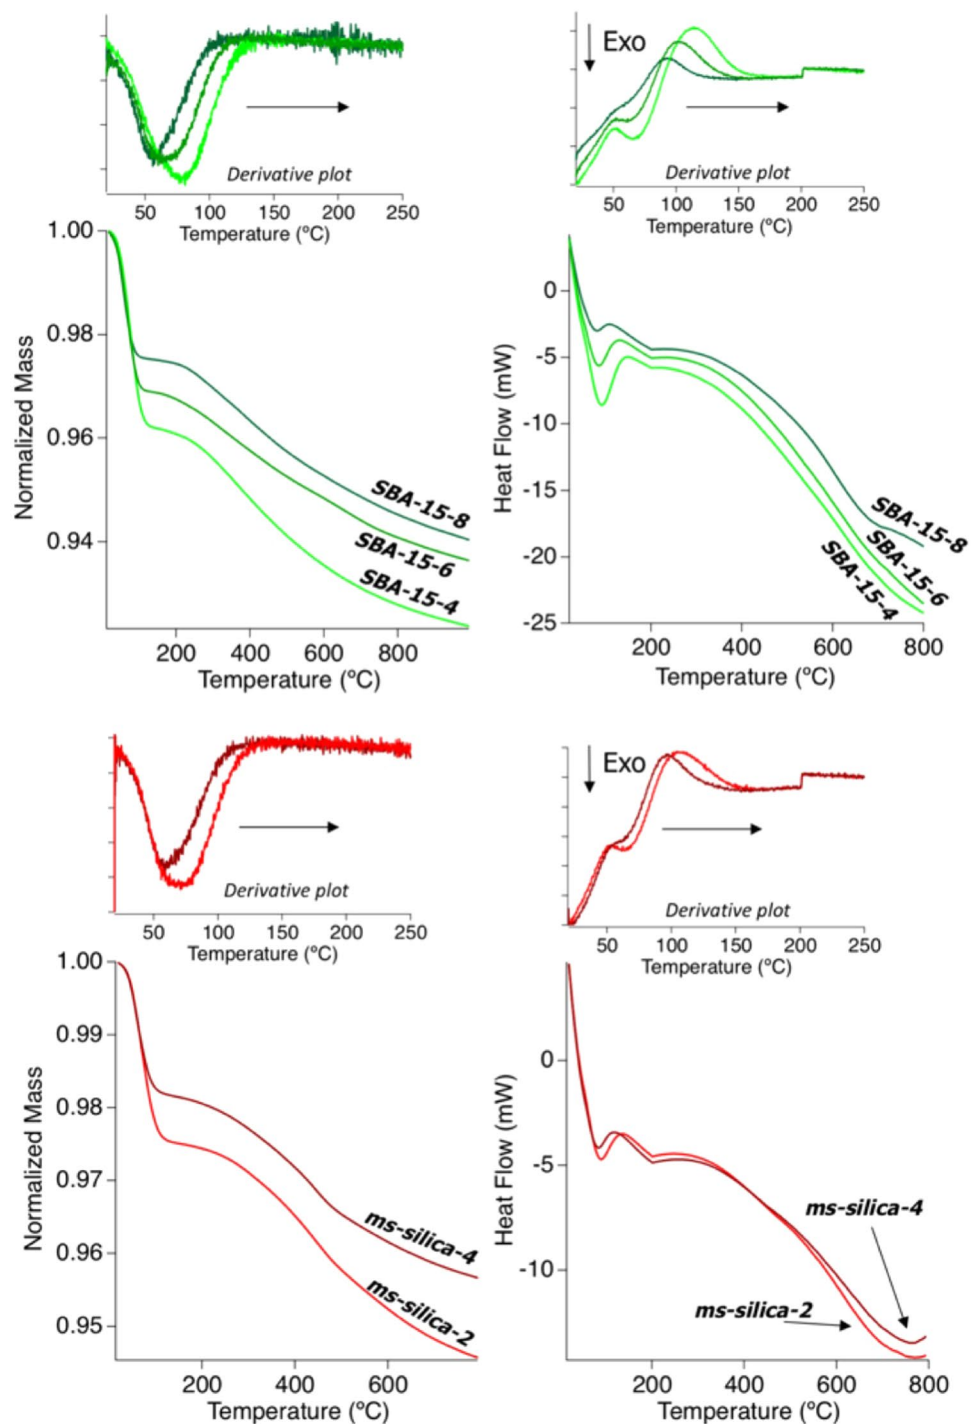 Exo
Derivative plot
Derivative plot
50 100 150 200 250
Temperature (°C)
50 100 150 200 250
Temperature (°C)
1.00
0.98
0.96
0.94
Normalized Mass
SBA-15-8
SBA-15-6
SBA-15-4
200 400 600 800
Temperature (°C)
0
-5
-10
-15
-20
-25
Heat Flow (mW)
SBA-15-8
SBA-15-6
SBA-15-4
200 400 600 800
Temperature (°C)
Exo
Derivative plot
Derivative plot
50 100 150 200 250
Temperature (°C)
50 100 150 200 250
Temperature (°C)
1.00
0.99
0.98
0.97
0.96
0.95
Normalized Mass
ms-silica-4
ms-silica-2
200 400 600
Temperature (°C)
0
-5
-10
Heat Flow (mW)
ms-silica-4
ms-silica-2
200 400 600 800
Temperature (°C)